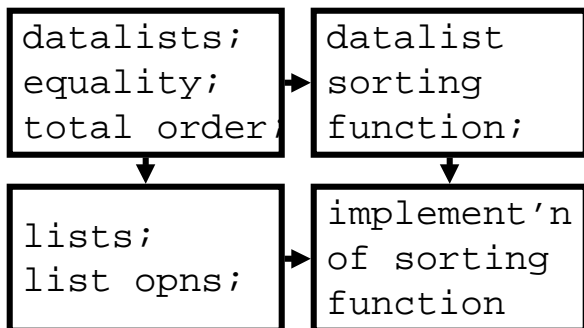 datalists;
equality;
total order;
datalist
sorting
function;
lists;
list opns;
implement’n
of sorting
function